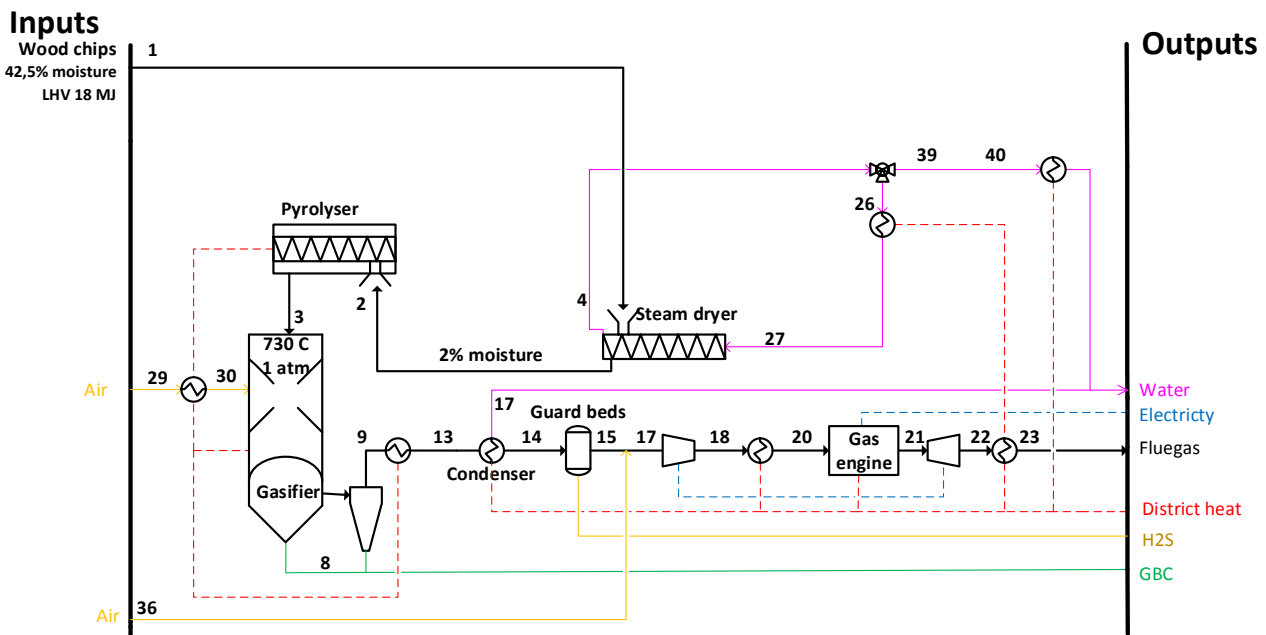 Inputs
Wood chips
42,5% moisture
LHV 18 MJ
1
Outputs
39
40
26
Pyrolyser
2
3
4
Steam dryer
27
730 C
1 atm
2% moisture
Air
29
30
17
Water
Guard beds
Electricty
9
13
14
15
17
18
20
Gas
engine
21
22
23
Fluegas
Condenser
Gasifier
District heat
H2S
8
GBC
Air
36